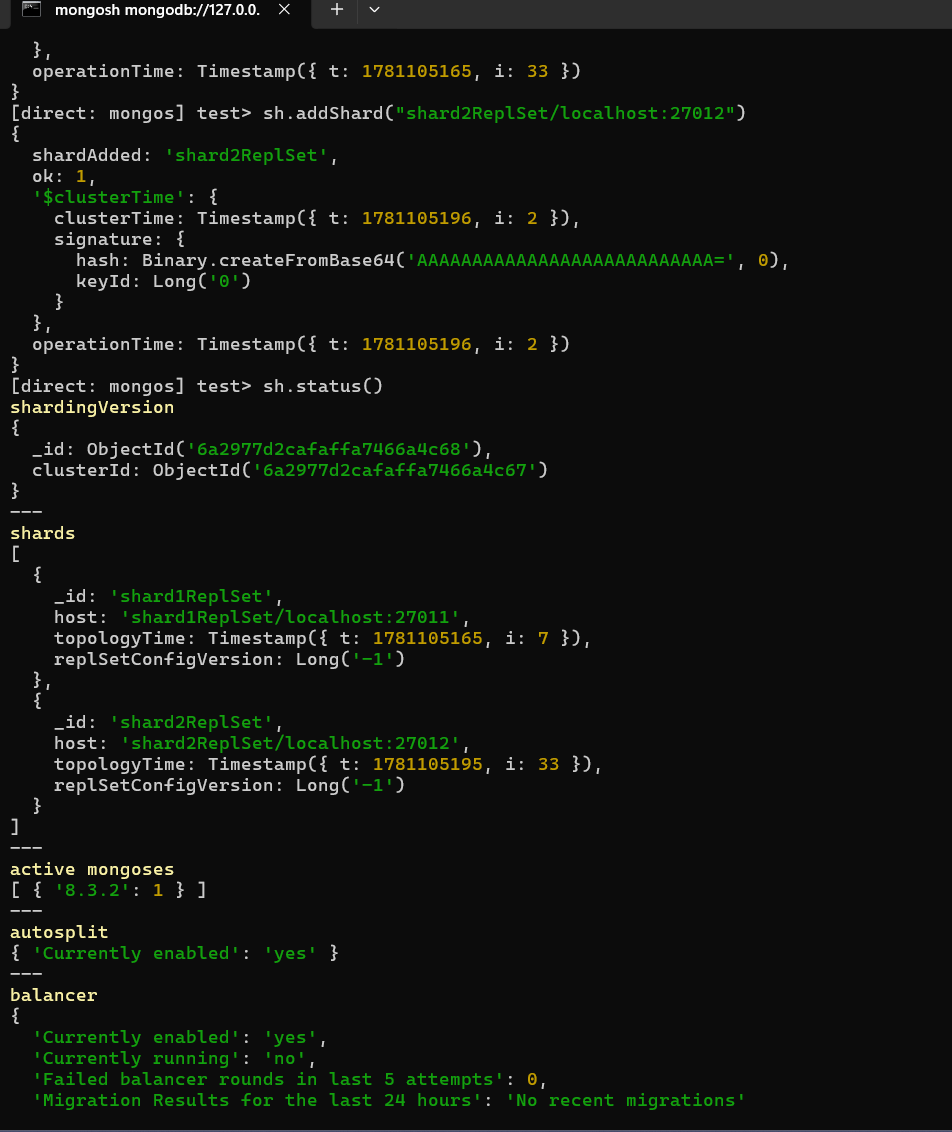 mongosh mongodb://127.0.0.
  },
  operationTime: Timestamp({ t: 1781105165, i: 33 })
}
[direct: mongos] test> sh.addShard("shard2ReplSet/localhost:27012")
{
  shardAdded: 'shard2ReplSet',
  ok: 1,
  '$clusterTime': {
    clusterTime: Timestamp({ t: 1781105196, i: 2 }),
    signature: {
      hash: Binary.createFromBase64('AAAAAAAAAAAAAAAAAAAAAAAAAAA=', 0),
      keyId: Long('0')
    }
  },
  operationTime: Timestamp({ t: 1781105196, i: 2 })
}
[direct: mongos] test> sh.status()
shardingVersion
{
  _id: ObjectId('6a2977d2cafaffa7466a4c68'),
  clusterId: ObjectId('6a2977d2cafaffa7466a4c67')
}
---
shards
[
  {
    _id: 'shard1ReplSet',
    host: 'shard1ReplSet/localhost:27011',
    topologyTime: Timestamp({ t: 1781105165, i: 7 }),
    replSetConfigVersion: Long('-1')
  },
  {
    _id: 'shard2ReplSet',
    host: 'shard2ReplSet/localhost:27012',
    topologyTime: Timestamp({ t: 1781105195, i: 33 }),
    replSetConfigVersion: Long('-1')
  }
]
---
active mongoses
[ { '8.3.2': 1 } ]
---
autosplit
{ 'Currently enabled': 'yes' }
---
balancer
{
  'Currently enabled': 'yes',
  'Currently running': 'no',
  'Failed balancer rounds in last 5 attempts': 0,
  'Migration Results for the last 24 hours': 'No recent migrations'